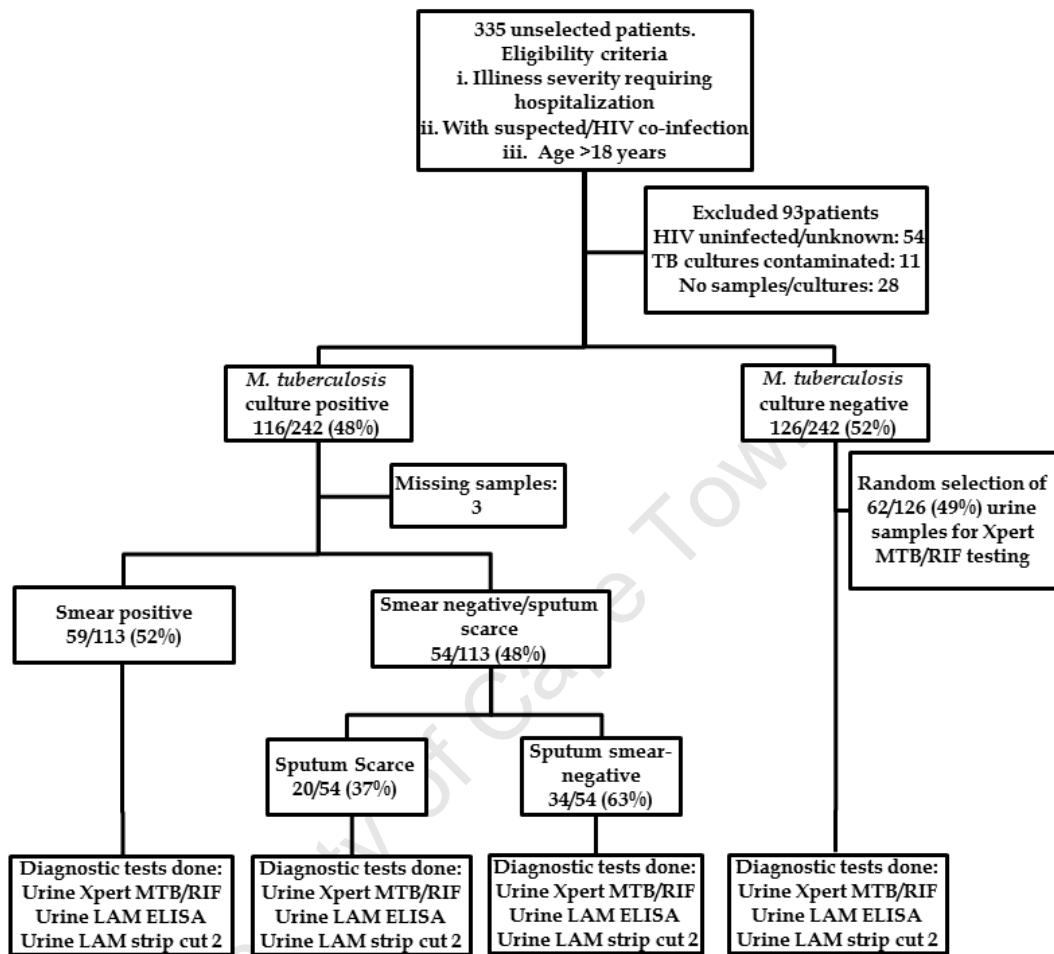 335 unselected patients.
Eligibility criteria
i. Illness severity requiring
hospitalization
ii. With suspected/HIV co-infection
iii. Age >18 years
Excluded 93patients
HIV uninfected/unknown: 54
TB cultures contaminated: 11
No samples/cultures: 28
M. tuberculosis
culture positive
116/242 (48%)
M. tuberculosis
culture negative
126/242 (52%)
Missing samples:
3
Random selection of
62/126 (49%) urine
samples for Xpert
MTB/RIF testing
Smear positive
59/113 (52%)
Smear negative/sputum
scarce
54/113 (48%)
Sputum Scarce
20/54 (37%)
Sputum smear-
negative
34/54 (63%)
Diagnostic tests done:
Urine Xpert MTB/RIF
Urine LAM ELISA
Urine LAM strip cut 2
Diagnostic tests done:
Urine Xpert MTB/RIF
Urine LAM ELISA
Urine LAM strip cut 2
Diagnostic tests done:
Urine Xpert MTB/RIF
Urine LAM ELISA
Urine LAM strip cut 2
Diagnostic tests done:
Urine Xpert MTB/RIF
Urine LAM ELISA
Urine LAM strip cut 2